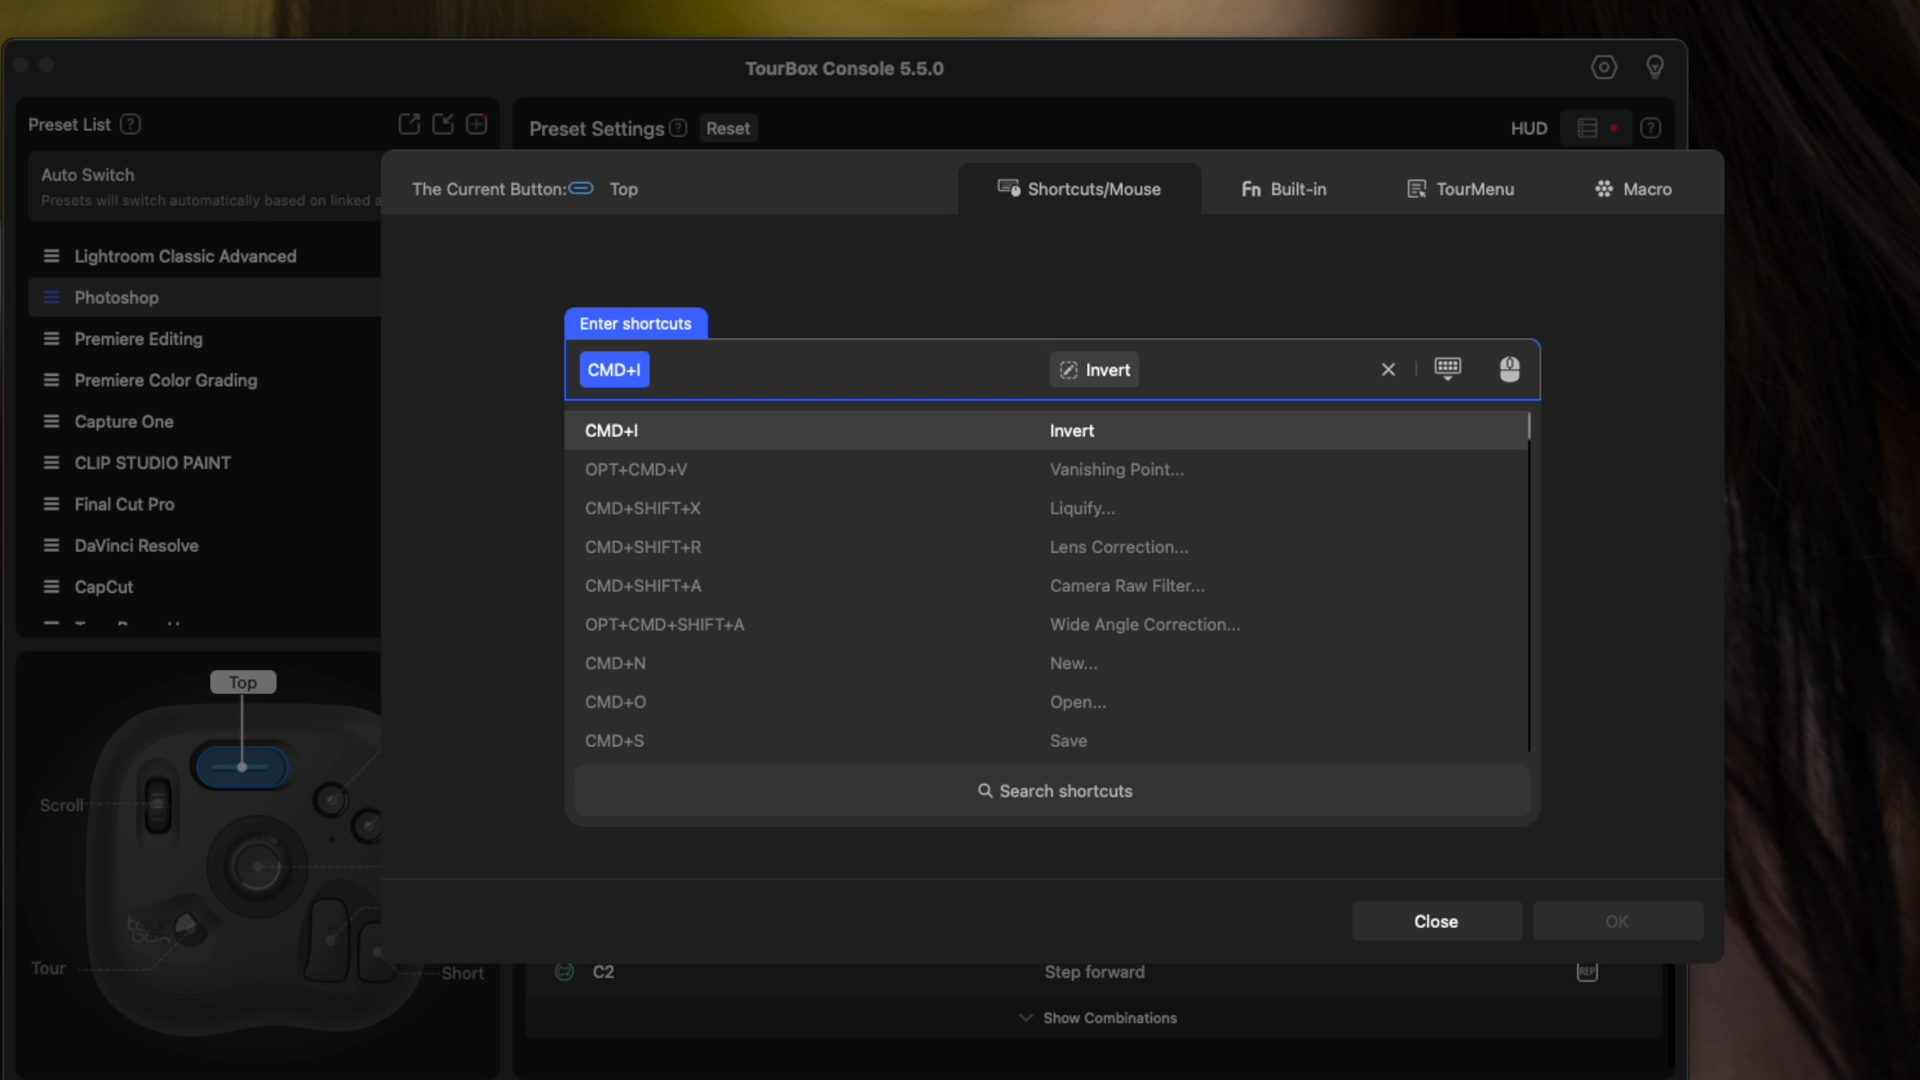 TourBox Console 5.5.0
Preset List
Preset Settings
Reset
HUD
Auto Switch
Presets will switch automatically based on linked a
Lightroom Classic Advanced
Photoshop
Premiere Editing
Premiere Color Grading
Capture One
CLIP STUDIO PAINT
Final Cut Pro
DaVinci Resolve
CapCut
The Current Button: Top
Shortcuts/Mouse
Fn Built-in
TourMenu
Macro
Enter shortcuts
CMD+I Invert
CMD+I Invert
OPT+CMD+V Vanishing Point...
CMD+SHIFT+X Liquify...
CMD+SHIFT+R Lens Correction...
CMD+SHIFT+A Camera Raw Filter...
OPT+CMD+SHIFT+A Wide Angle Correction...
CMD+N New...
CMD+O Open...
CMD+S Save
Search shortcuts
Close
OK
Top
Scroll
tour
box
Tour
Short
C2 C2 Step forward REP
Show Combinations